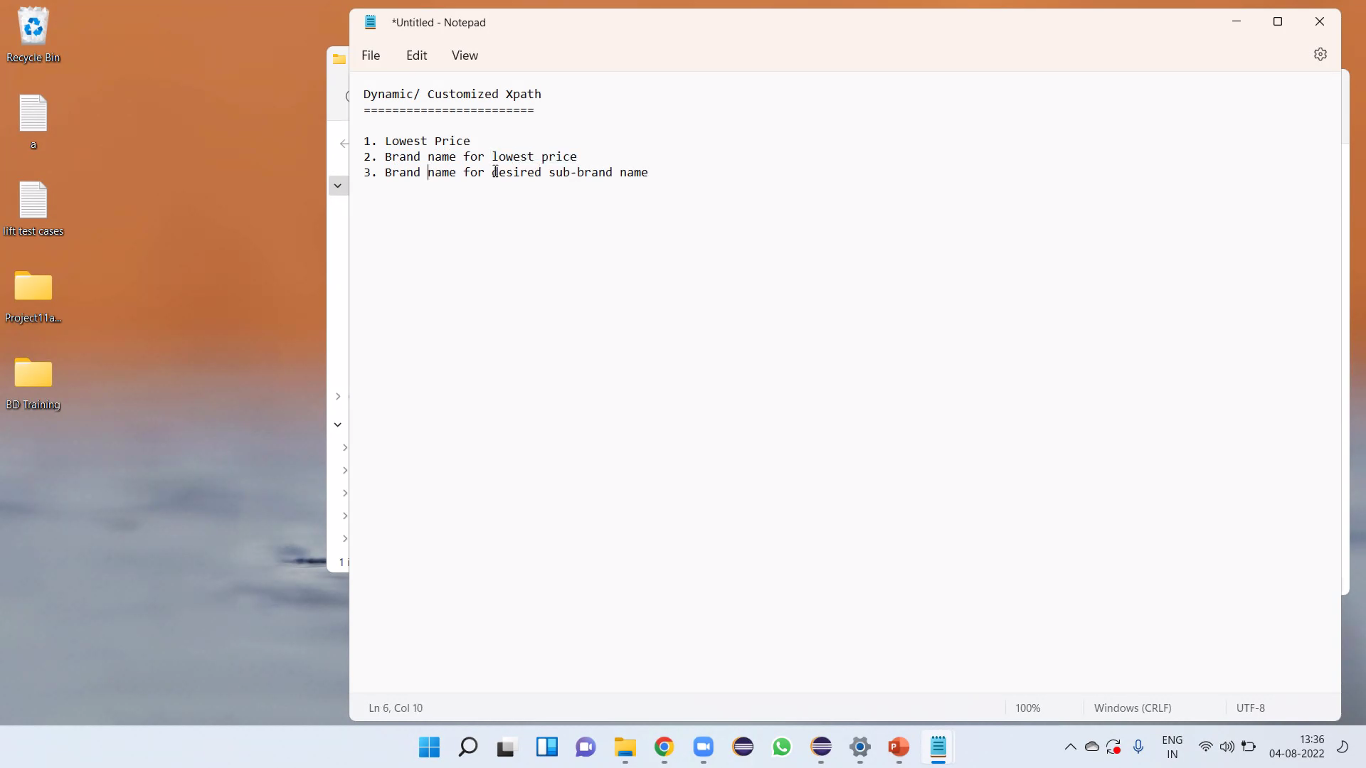 Recycle Bin
a
lift test cases
Project11a...
BD Training
*Untitled - Notepad
File Edit View
Dynamic/ Customized Xpath
========================
1. Lowest Price
2. Brand name for lowest price
3. Brand name for desired sub-brand name
Ln 6, Col 10
100%
Windows (CRLF)
UTF-8
ENG
IN
13:36
04-08-2022